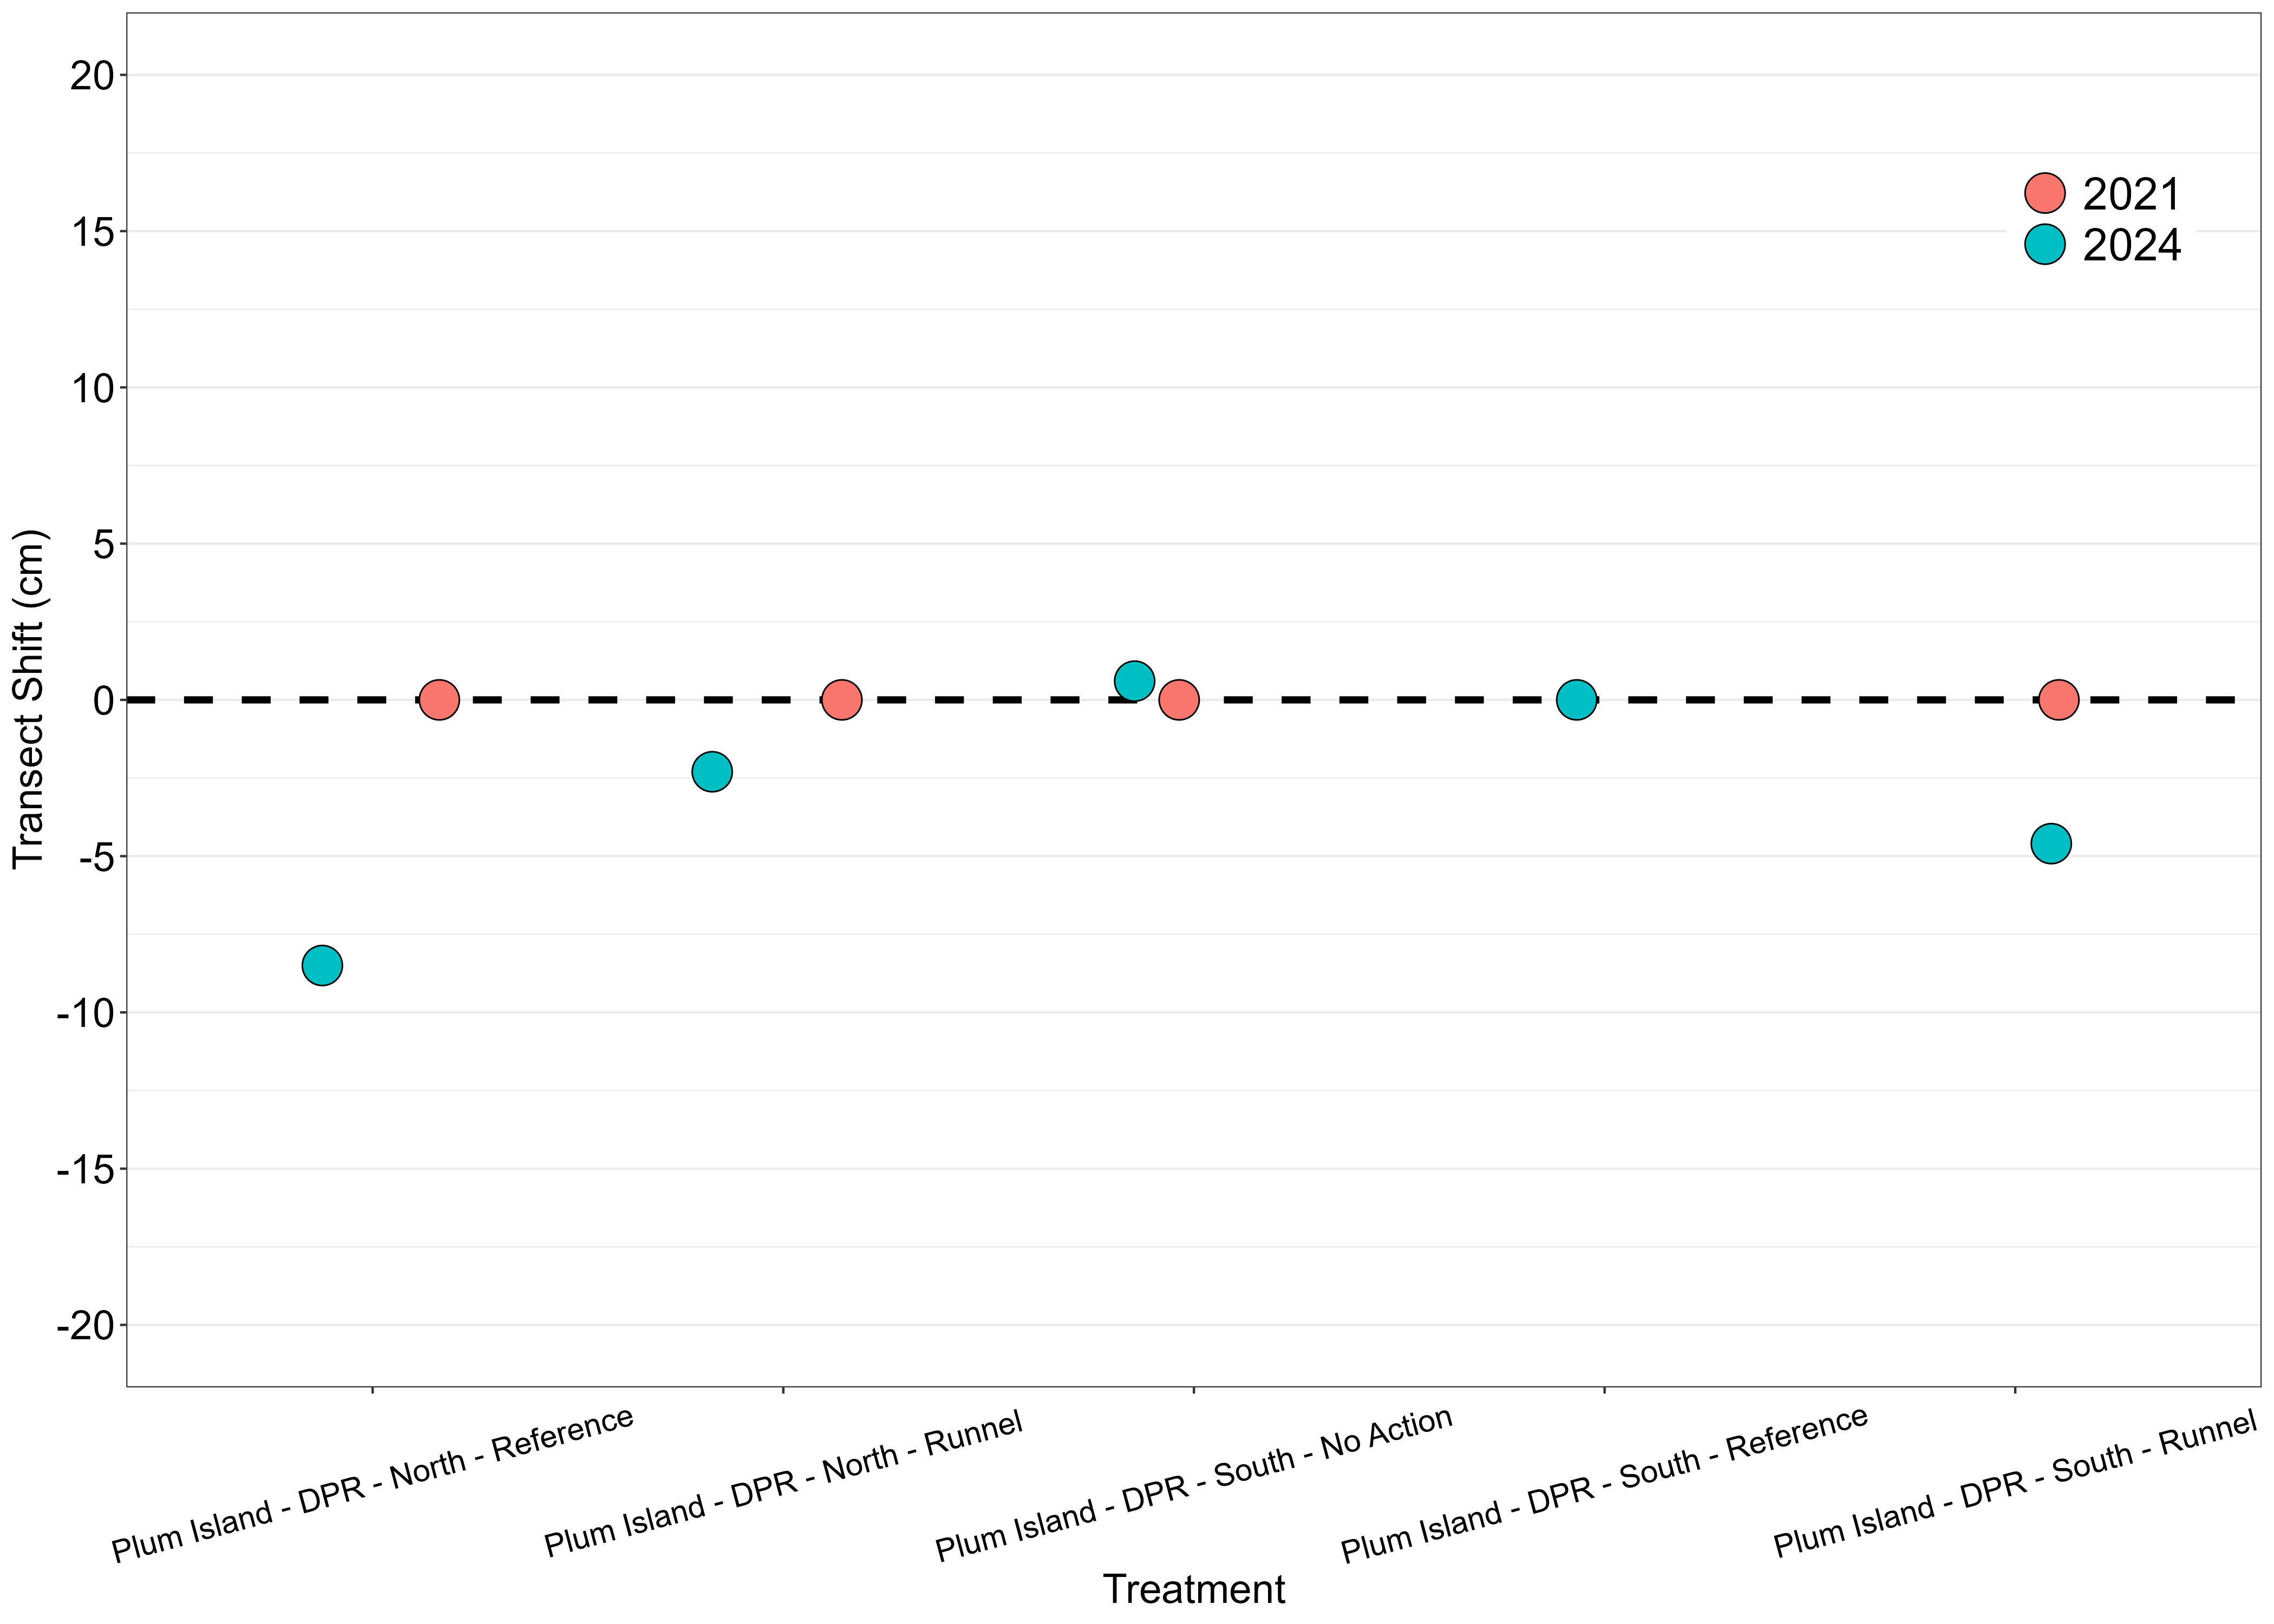 20
15
10
5
0
-5
-10
-15
-20
Transect Shift (cm)
2021
2024
Plum Island - DPR - North - Reference
Plum Island - DPR - North - Runnel
Plum Island - DPR - South - No Action
Plum Island - DPR - South - Reference
Plum Island - DPR - South - Runnel
Treatment